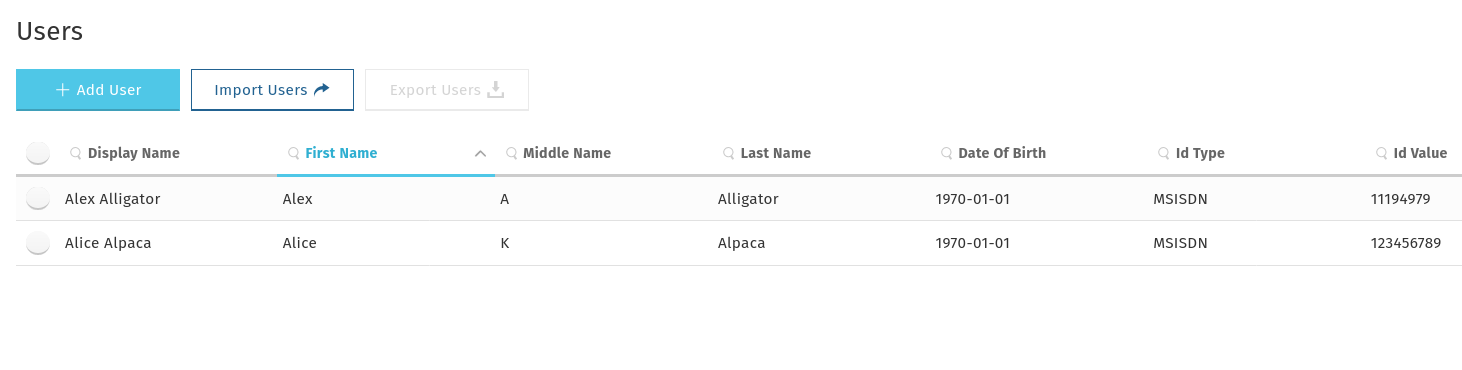 Users
Add User Import Users Export Users
Display Name First Name Middle Name Last Name Date Of Birth Id Type Id Value
Alex Alligator Alex A Alligator 1970-01-01 MSISDN 11194979
Alice Alpaca Alice K Alpaca 1970-01-01 MSISDN 123456789